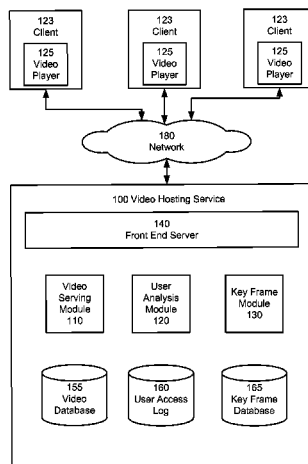 123
Client
125
Video
Player
123
Client
125
Video
Player
123
Client
125
Video
Player
180
Network
100 Video Hosting Service
140
Front End Server
Video
Serving
Module
110
User
Analysis
Module
120
Key Frame
Module
130
155
Video
Database
160
User Access
Log
165
Key Frame
Database